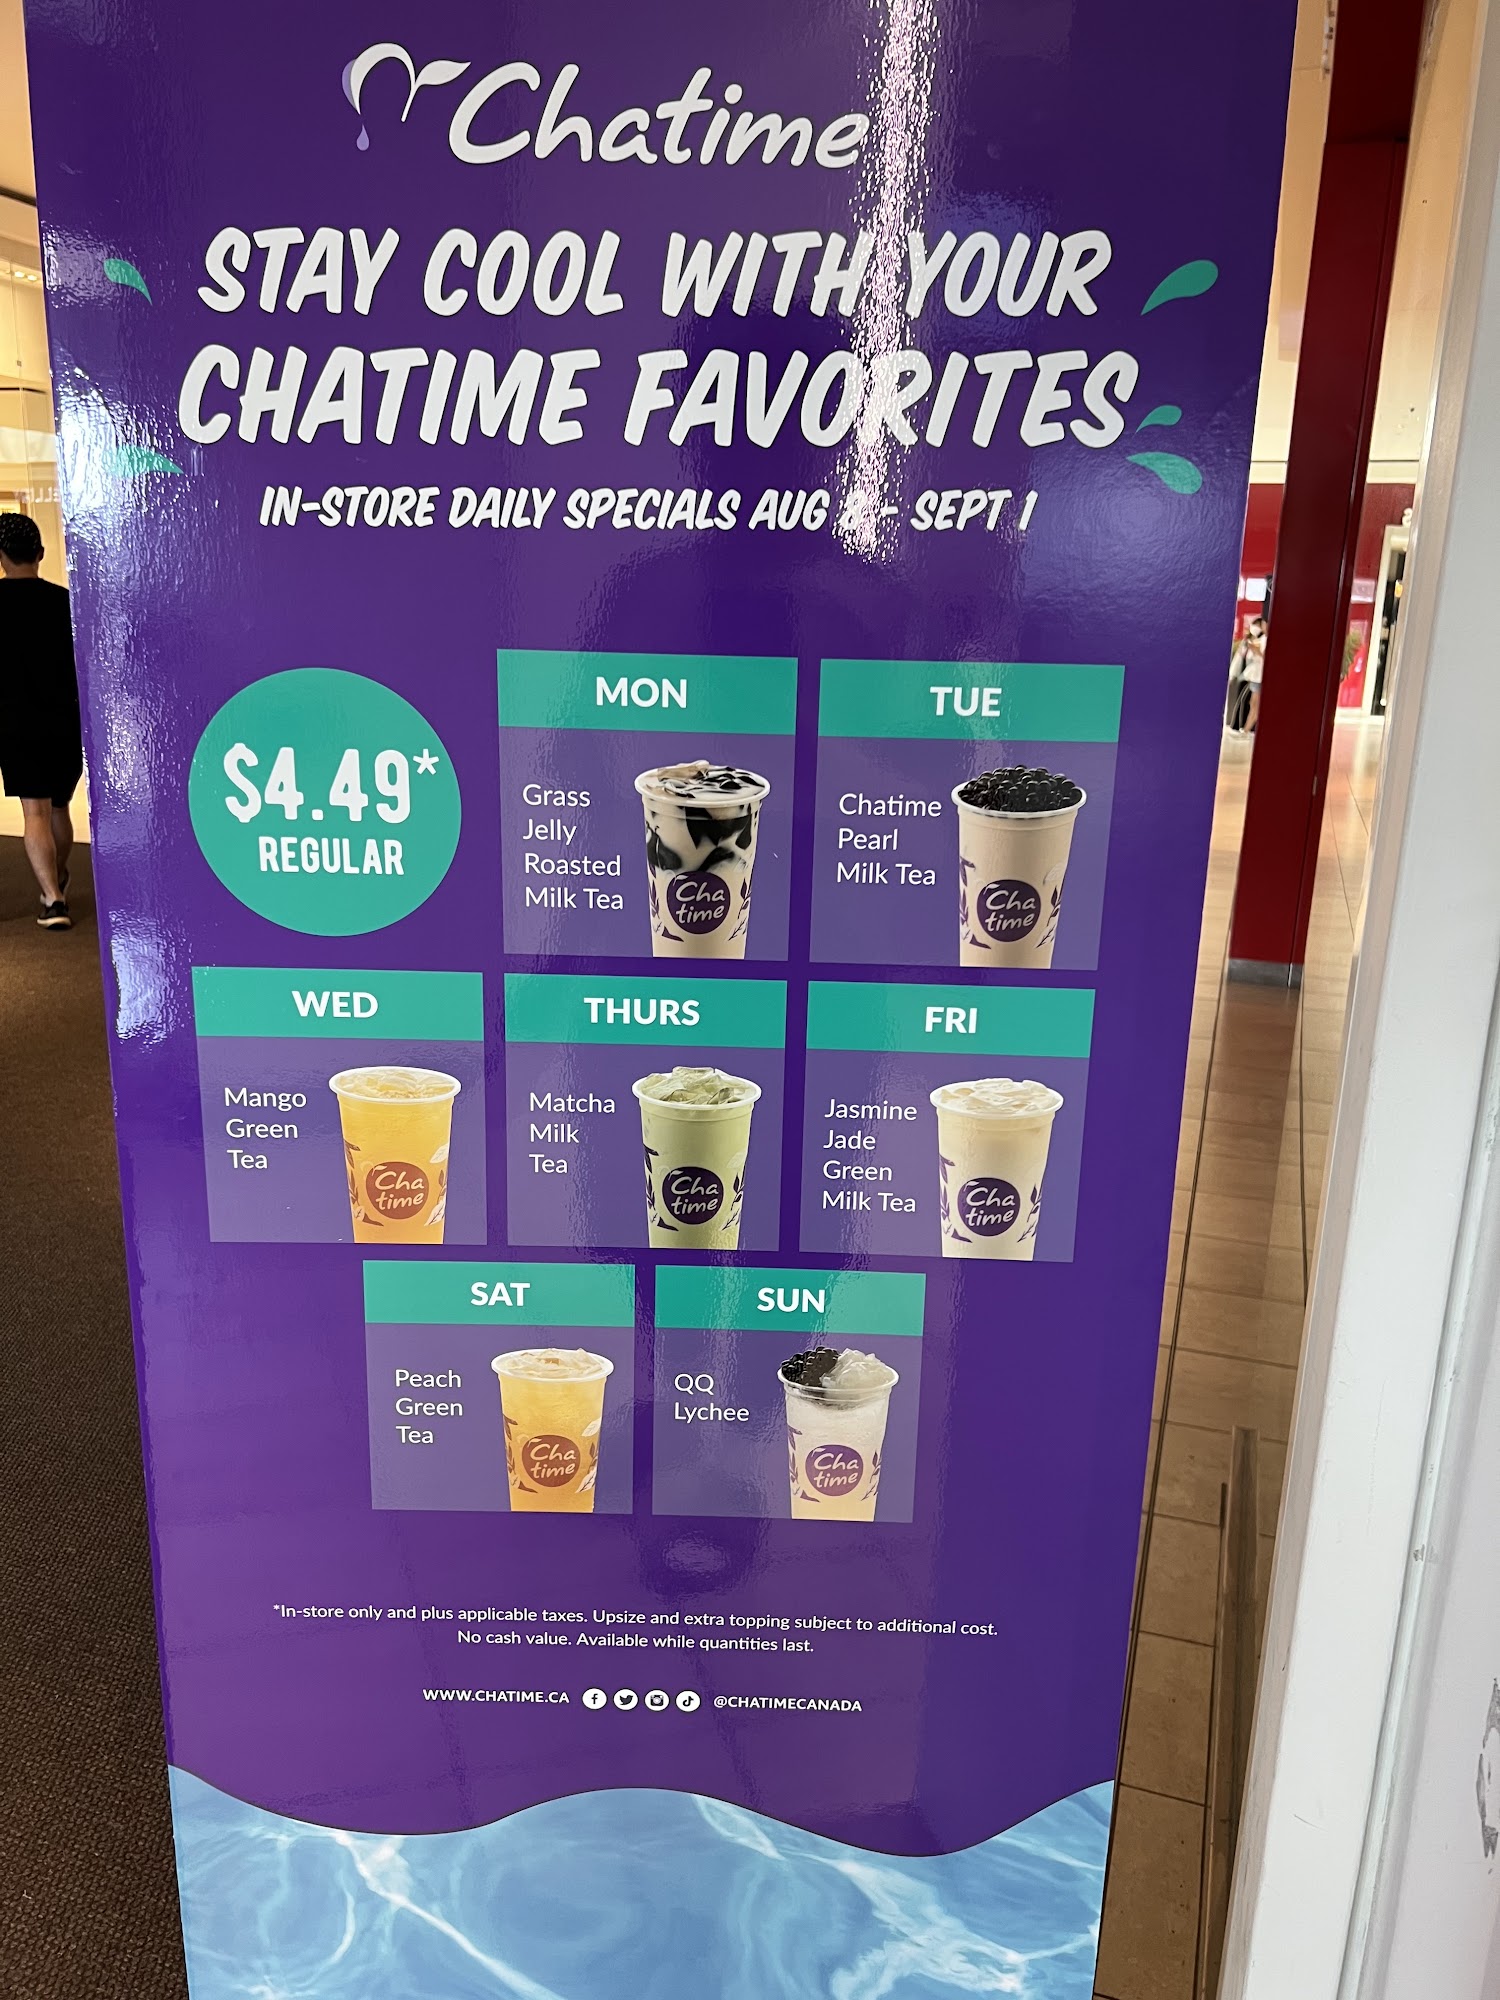 Chatime
STAY COOL WITH YOUR
CHATIME FAVORITES
IN-STORE DAILY SPECIALS AUG - SEPT 1
$4.49*
REGULAR
MON
Grass
Jelly
Roasted
Milk Tea
Cha
time
TUE
Chatime
Pearl
Milk Tea
Cha
time
WED
Mango
Green
Tea
Cha
time
THURS
Matcha
Milk
Tea
Cha
time
FRI
Jasmine
Jade
Green
Milk Tea
Cha
time
SAT
Peach
Green
Tea
Cha
time
SUN
QQ
Lychee
Cha
time
*In-store only and plus applicable taxes. Upsize and extra topping subject to additional cost.
No cash value. Available while quantities last.
WWW.CHATIME.CA @CHATIMECANADA